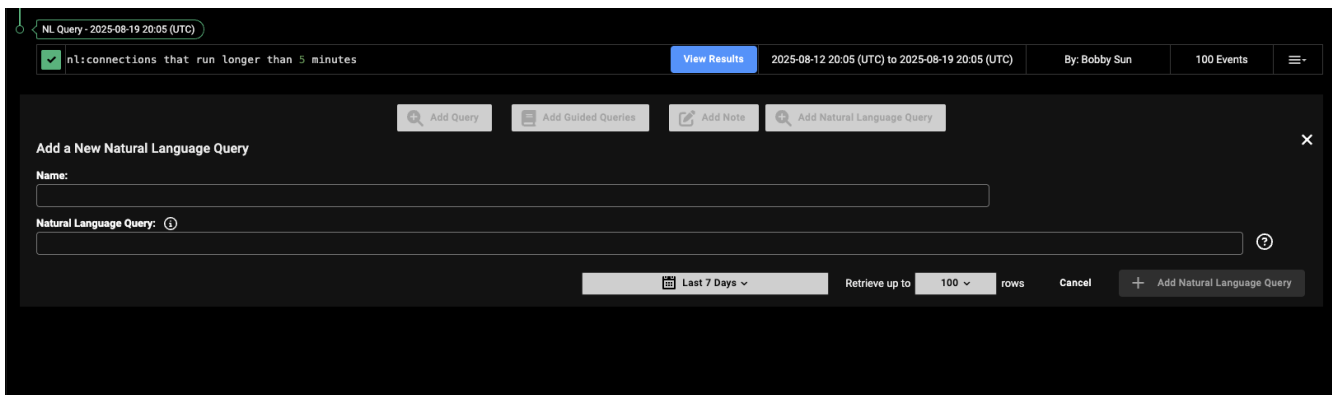 NL Query - 2025-08-19 20:05 (UTC)
nl:connections that run longer than 5 minutes View Results 2025-08-12 20:05 (UTC) to 2025-08-19 20:05 (UTC) By: Bobby Sun 100 Events
Add Query Add Guided Queries Add Note Add Natural Language Query
Add a New Natural Language Query
Name:
Natural Language Query:
Last 7 Days Retrieve up to 100 rows Cancel Add Natural Language Query